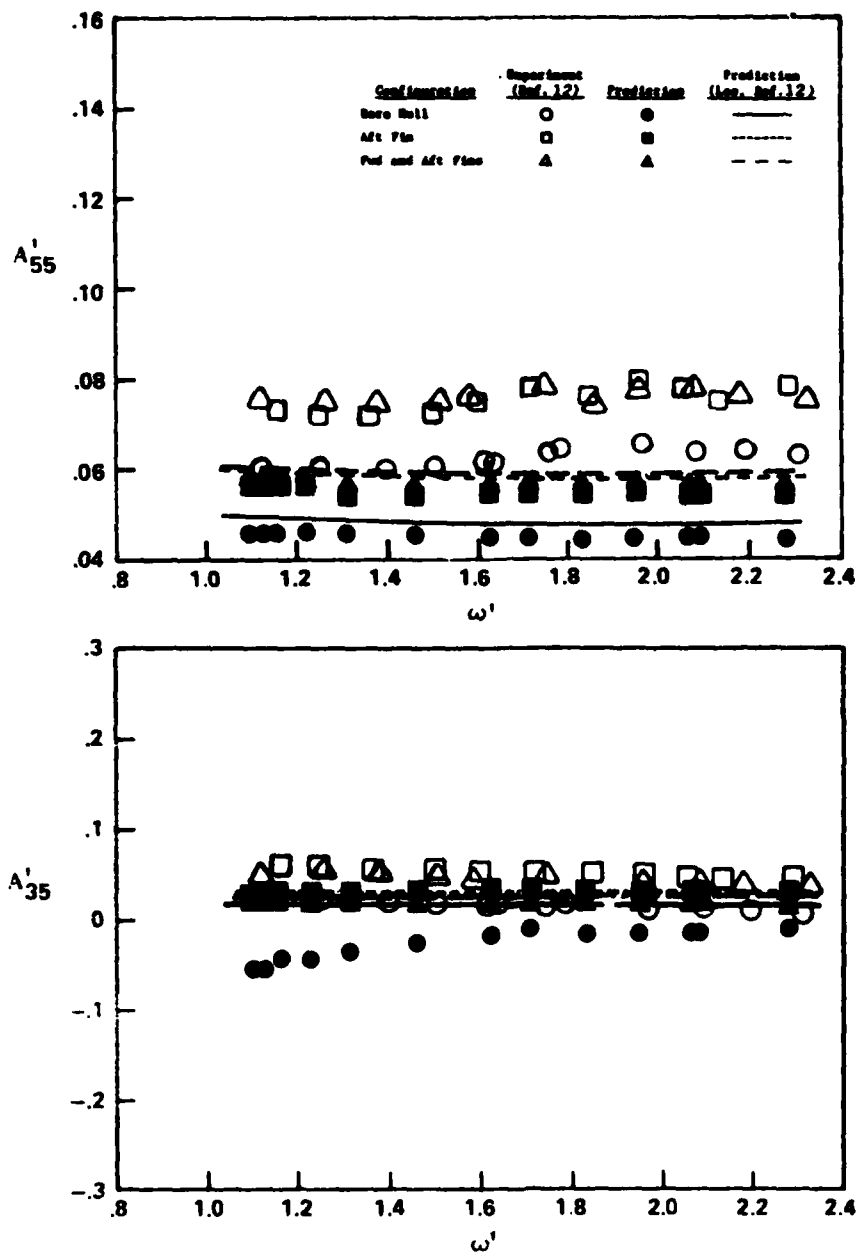 .16
.14
.12
.10
.08
.06
.04
A'55
Configuration
Experiment
(Ref. 12)
Prediction
Prediction
(Lee, Ref.12)
Bare Hull
Aft Fin
Fwd and Aft Fins
.8 1.0 1.2 1.4 1.6 1.8 2.0 2.2 2.4
ω'
.3
.2
.1
0
-.1
-.2
-.3
A'35
.8 1.0 1.2 1.4 1.6 1.8 2.0 2.2 2.4
ω'